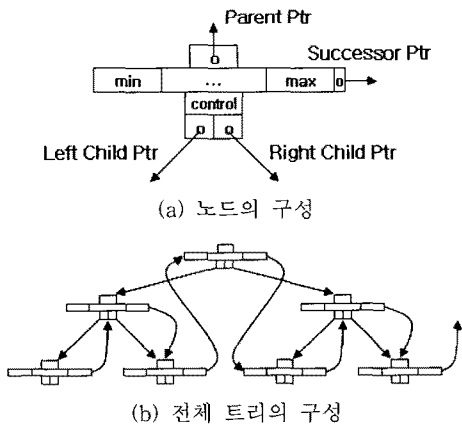 Parent Ptr
Successor Ptr
o
min ... max o
control
o o
Left Child Ptr Right Child Ptr
(a) 노드의 구성
(b) 전체 트리의 구성